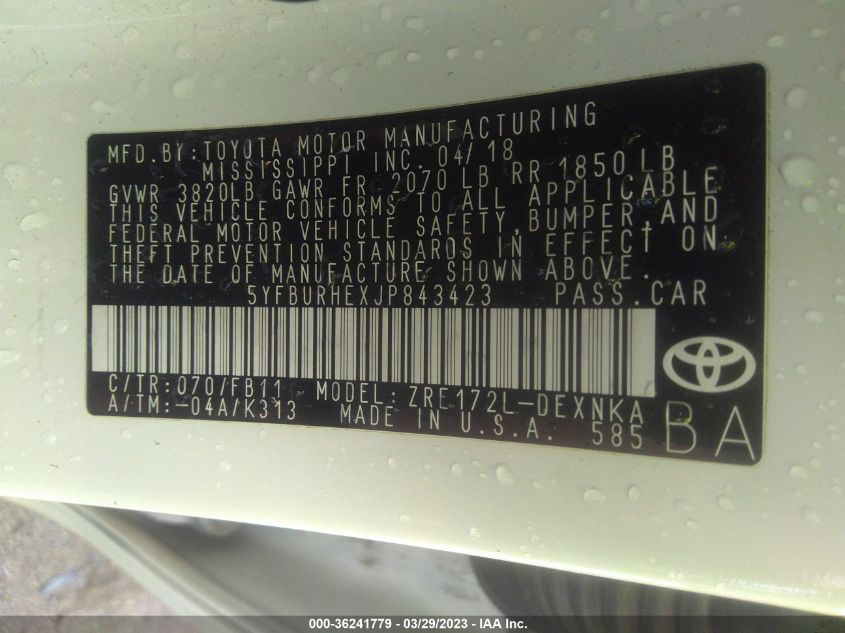 MFD.BY:TOYOTA MOTOR MANUFACTURING
MISSISSIPPI INC. 04/18
GVWR 3820LB GAWR FR 2070 LB RR 1850 LB
THIS VEHICLE CONFORMS TO ALL APPLICABLE
FEDERAL MOTOR VEHICLE SAFETY,BUMPER,AND
THEFT PREVENTION STANDARDS IN EFFECT ON
THE DATE OF MANUFACTURE SHOWN ABOVE.
5YFBURHEXJP843423 PASS.CAR
C/TR:070/FB11 MODEL:ZRE172L-DEXNKA
A/TM:-04A/K313 MADE IN U.S.A. 585
BA
000-36241779 - 03/29/2023 - IAA Inc.